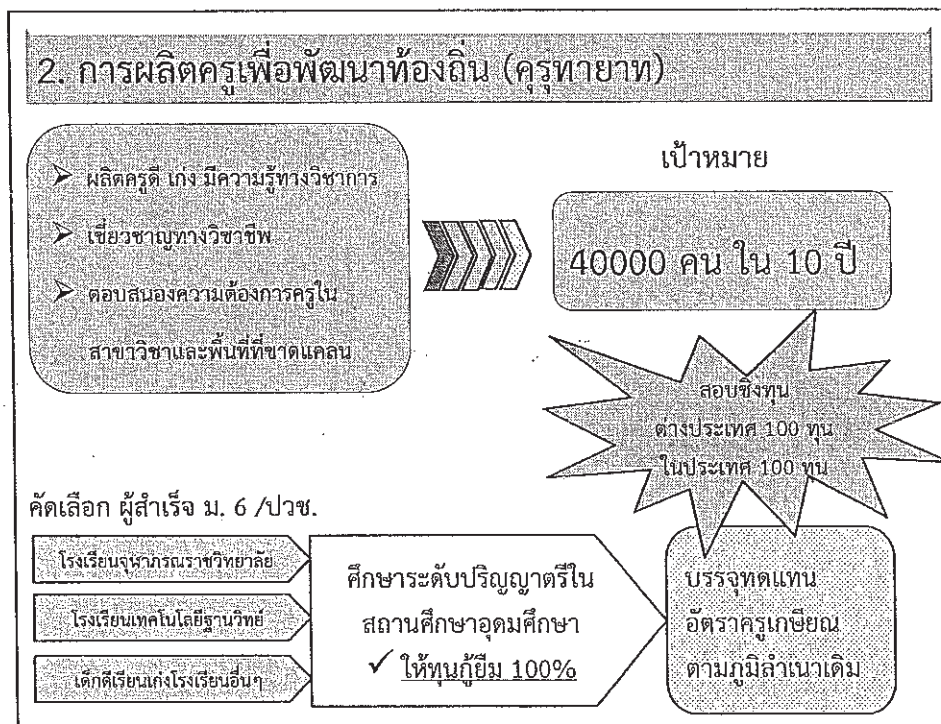 2. การผลิตครูเพื่อพัฒนาท้องถิ่น (คุรุทายาท)
➢ ผลิตครูดี เก่ง มีความรู้ทางวิชาการ
➢ เชี่ยวชาญทางวิชาชีพ
➢ ตอบสนองความต้องการครูใน
สาขาวิชาและพื้นที่ที่ขาดแคลน
เป้าหมาย
40000 คน ใน 10 ปี
สอบชิงทุน
ต่างประเทศ 100 ทุน
ในประเทศ 100 ทุน
คัดเลือก ผู้สำเร็จ ม. 6 /ปวช.
โรงเรียนจุฬาภรณราชวิทยาลัย
โรงเรียนเทคโนโลยีฐานวิทย์
เด็กดีเรียนเก่งโรงเรียนอื่นๆ
ศึกษาระดับปริญญาตรีใน
สถานศึกษาอุดมศึกษา
✓ ให้ทุนกู้ยืม 100%
บรรจุทดแทน
อัตราครูเกษียณ
ตามภูมิลำเนาเดิม